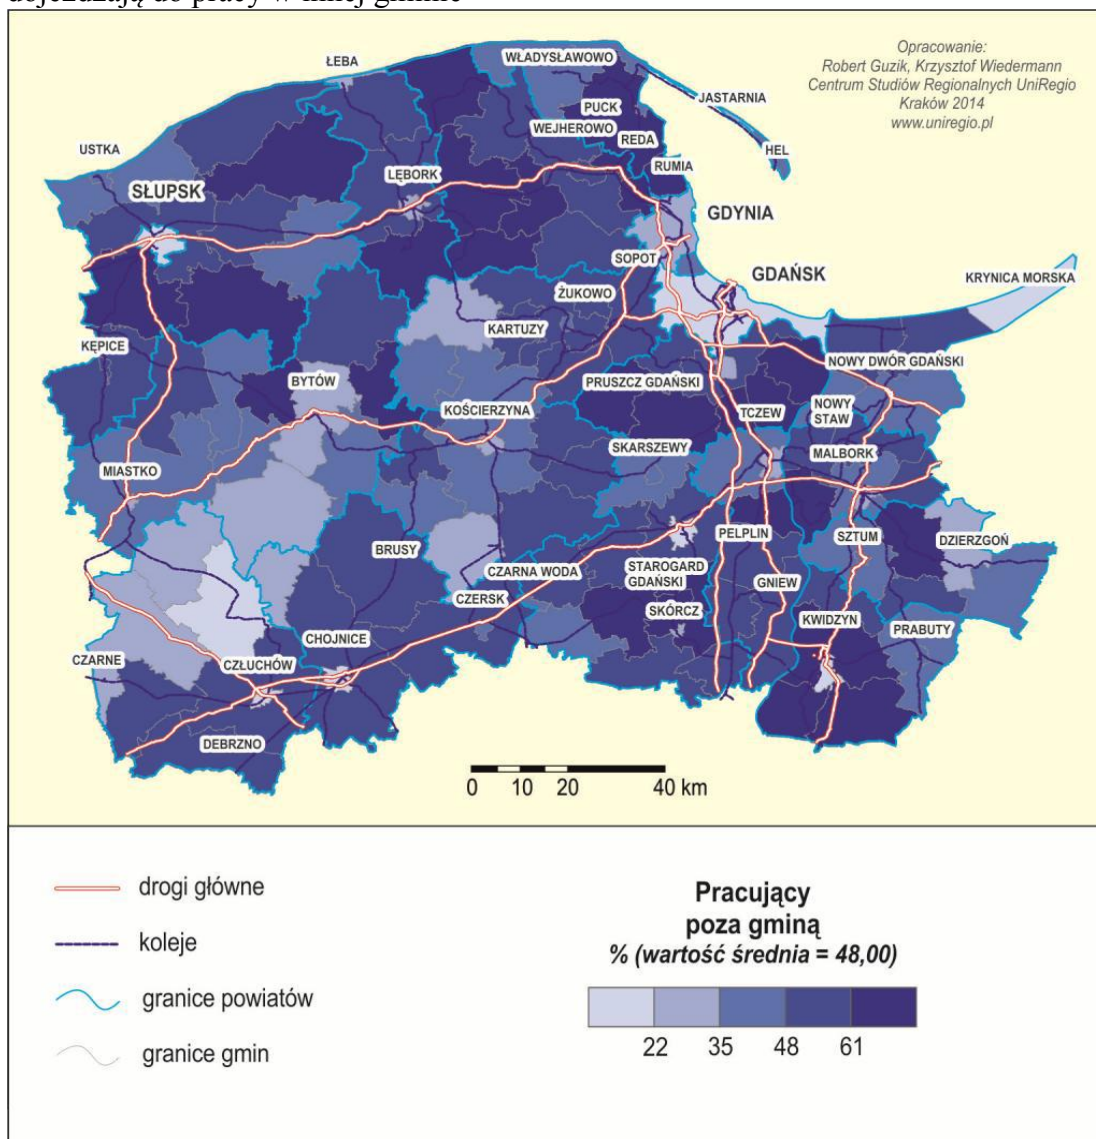 dojeżdżają do pracy w innej gminie
Opracowanie:
Robert Guzik, Krzysztof Wiedermann
Centrum Studiów Regionalnych UniRegio
Kraków 2014
www.uniregio.pl
ŁEBA
WŁADYSŁAWOWO
JASTARNIA
PUCK
WEJHEROWO
REDA
HEL
USTKA
RUMIA
LĘBORK
SŁUPSK
GDYNIA
SOPOT
GDAŃSK
KRYNICA MORSKA
ŻUKOWO
KARTUZY
KĘPICE
NOWY DWÓR GDAŃSKI
BYTÓW
PRUSZCZ GDAŃSKI
KOŚCIERZYNA
TCZEW
NOWY
STAW
SKARSZEWY
MALBORK
MIASTKO
PELPLIN
SZTUM
DZIERZGOŃ
BRUSY
CZARNA WODA
STAROGARD
GDAŃSKI
GNIEW
CZERSK
SKÓRCZ
KWIDZYN
PRABUTY
CHOJNICE
CZARNE
CZŁUCHÓW
DEBRZNO
0 10 20 40 km
drogi główne
koleje
granice powiatów
granice gmin
Pracujący
poza gminą
% (wartość średnia = 48,00)
22 35 48 61